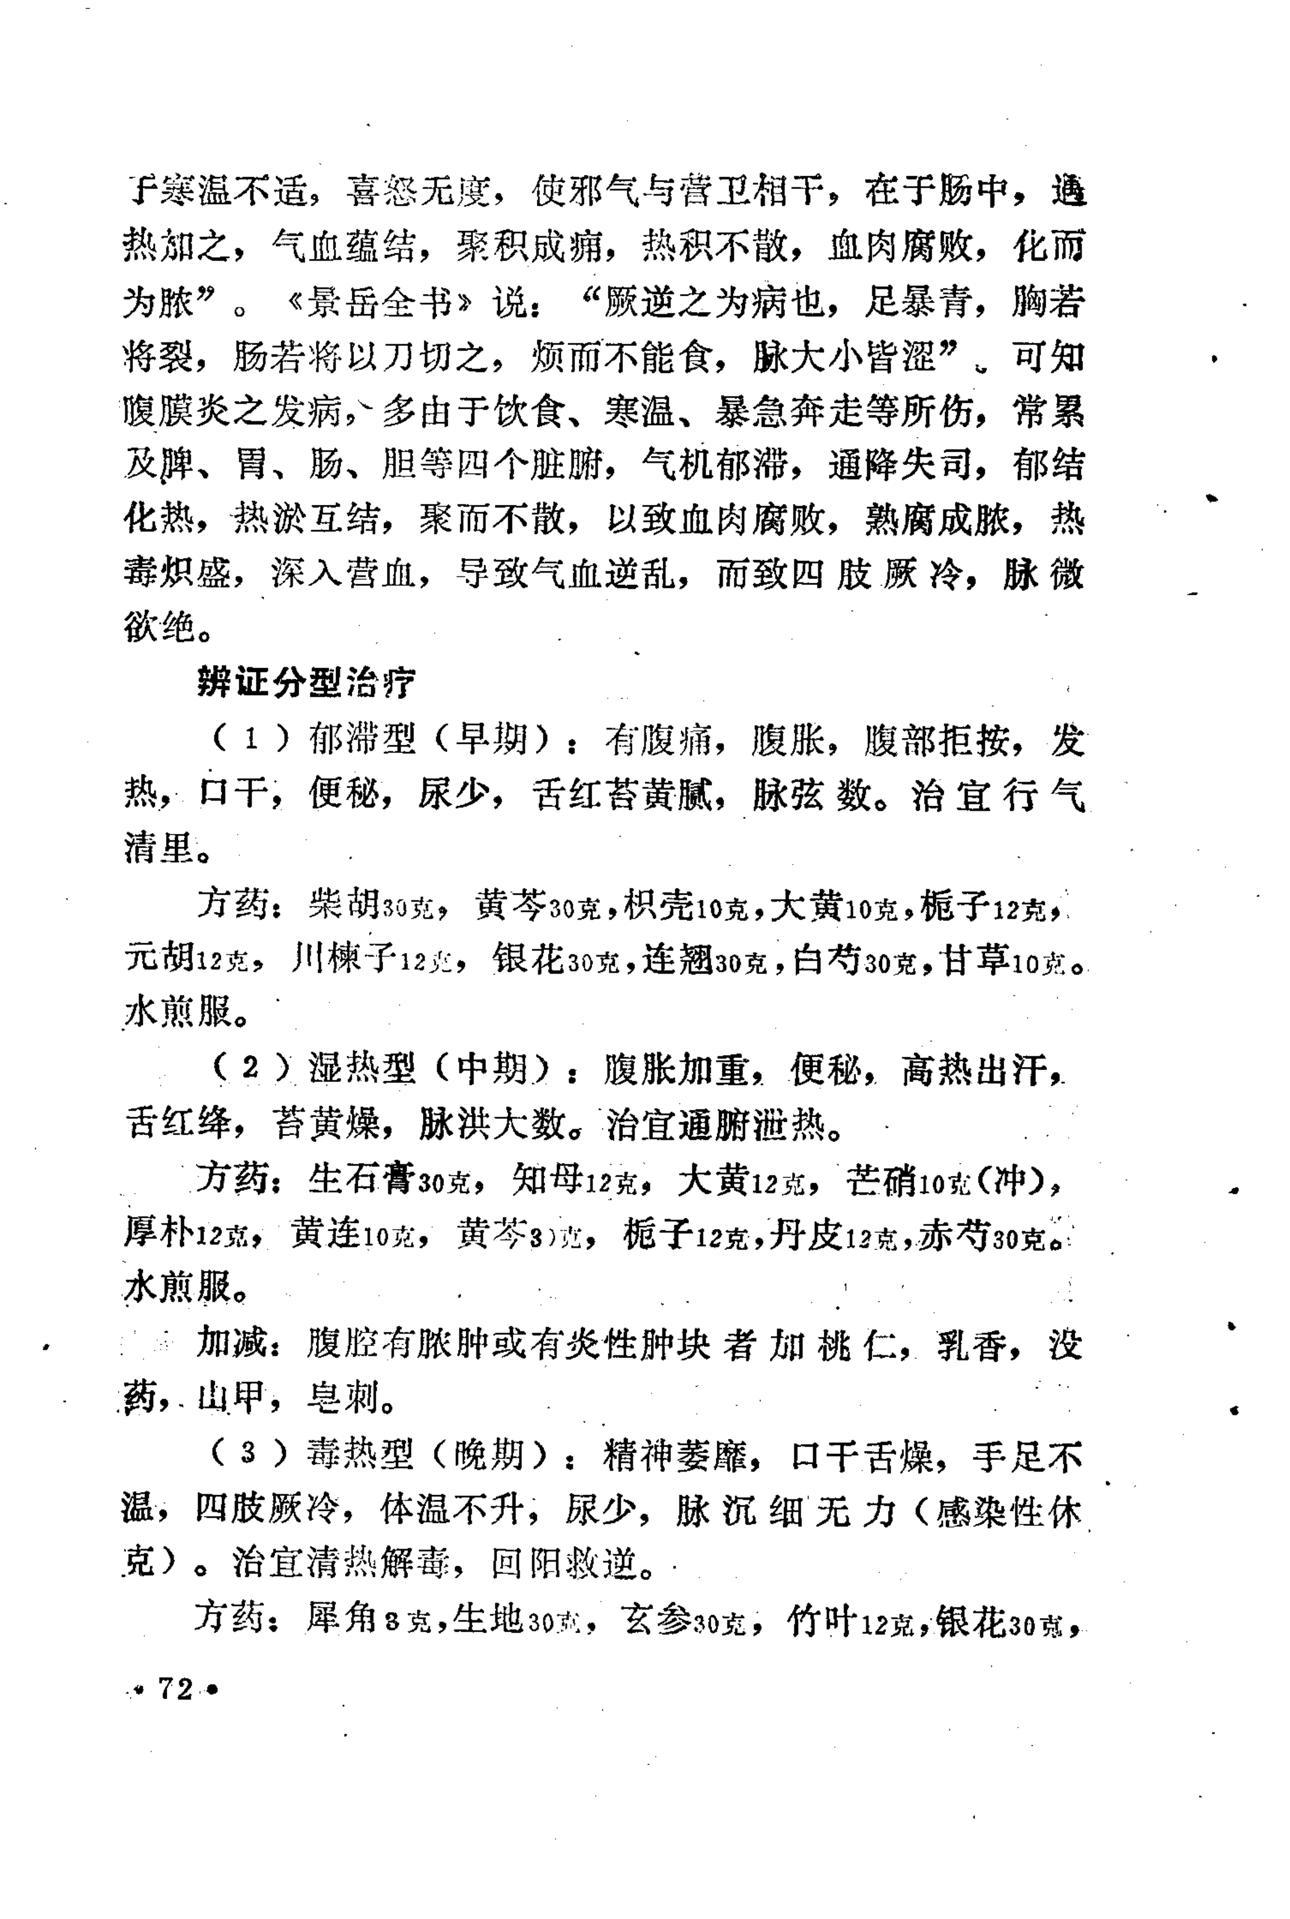 于寒温不适，喜怒无度，使邪气与营卫相干，在于肠中，遇
热加之，气血蕴结，聚积成痈，热积不散，血肉腐败，化而
为脓”。《景岳全书》说：“厥逆之为病也，足暴青，胸若
将裂，肠若将以刀切之，烦而不能食，脉大小皆涩”。可知
腹膜炎之发病，多由于饮食、寒温、暴急奔走等所伤，常累
及脾、胃、肠、胆等四个脏腑，气机郁滞，通降失司，郁结
化热，热淤互结，聚而不散，以致血肉腐败，熟腐成脓，热
毒炽盛，深入营血，导致气血逆乱，而致四肢厥冷，脉微
欲绝。
辨证分型治疗
（1）郁滞型（早期）：有腹痛，腹胀，腹部拒按，发
热，口干，便秘，尿少，舌红苔黄腻，脉弦数。治宜行气
清里。
方药：柴胡30克，黄芩30克，枳壳10克，大黄10克，栀子12克，
元胡12克，川楝子12克，银花30克，连翘30克，白芍30克，甘草10克。
水煎服。
（2）湿热型（中期）：腹胀加重，便秘，高热出汗，
舌红绛，苔黄燥，脉洪大数。治宜通腑泄热。
方药：生石膏30克，知母12克，大黄12克，芒硝10克（冲），
厚朴12克，黄连10克，黄芩30克，栀子12克，丹皮12克，赤芍30克。
水煎服。
加减：腹腔有脓肿或有炎性肿块者加桃仁，乳香，没
药，山甲，皂刺。
（3）毒热型（晚期）：精神萎靡，口干舌燥，手足不
温，四肢厥冷，体温不升，尿少，脉沉细无力（感染性休
克）。治宜清热解毒，回阳救逆。
方药：犀角3克，生地30克，玄参30克，竹叶12克，银花30克，
·72·